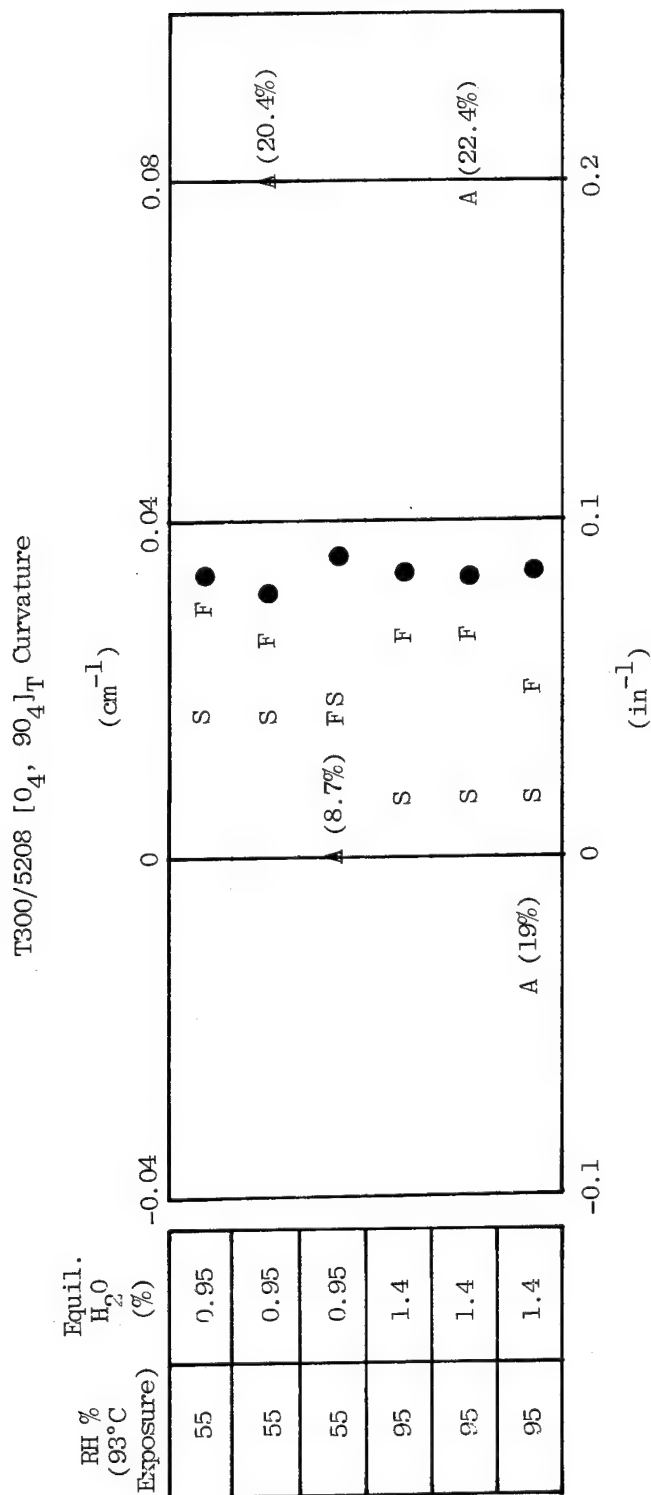 T300/5208 [0₄, 90₄]T Curvature
(cm⁻¹)
RH %
(93°C
Exposure)
Equil.
H₂O
(%)
-0.04 0 0.04 0.08
55 0.95 S F
55 0.95 S F A (20.4%)
55 0.95 A (8.7%) F S
95 1.4 S F
95 1.4 S F A (22.4%)
95 1.4 A (19%) S F
-0.1 0 0.1 0.2
(in⁻¹)